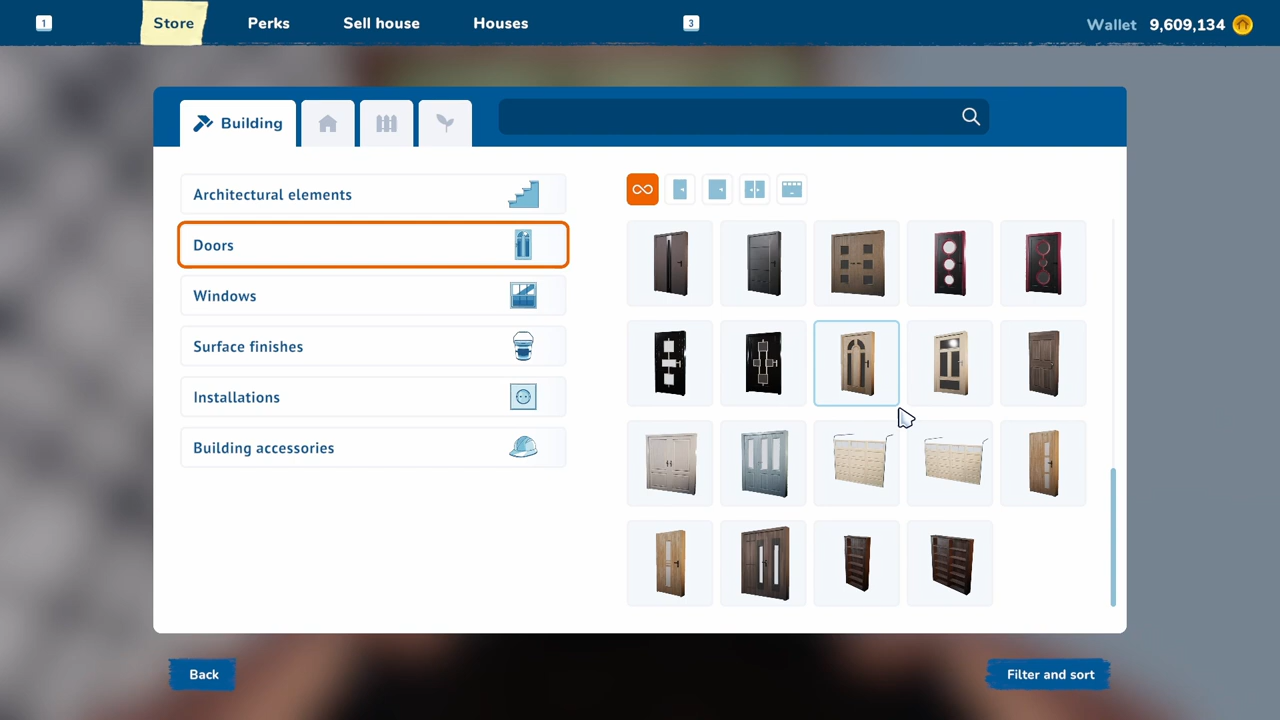 1
Store
Perks
Sell house
Houses
3
Wallet 9,609,134
Building
Architectural elements
Doors
Windows
Surface finishes
Installations
Building accessories
Back
Filter and sort